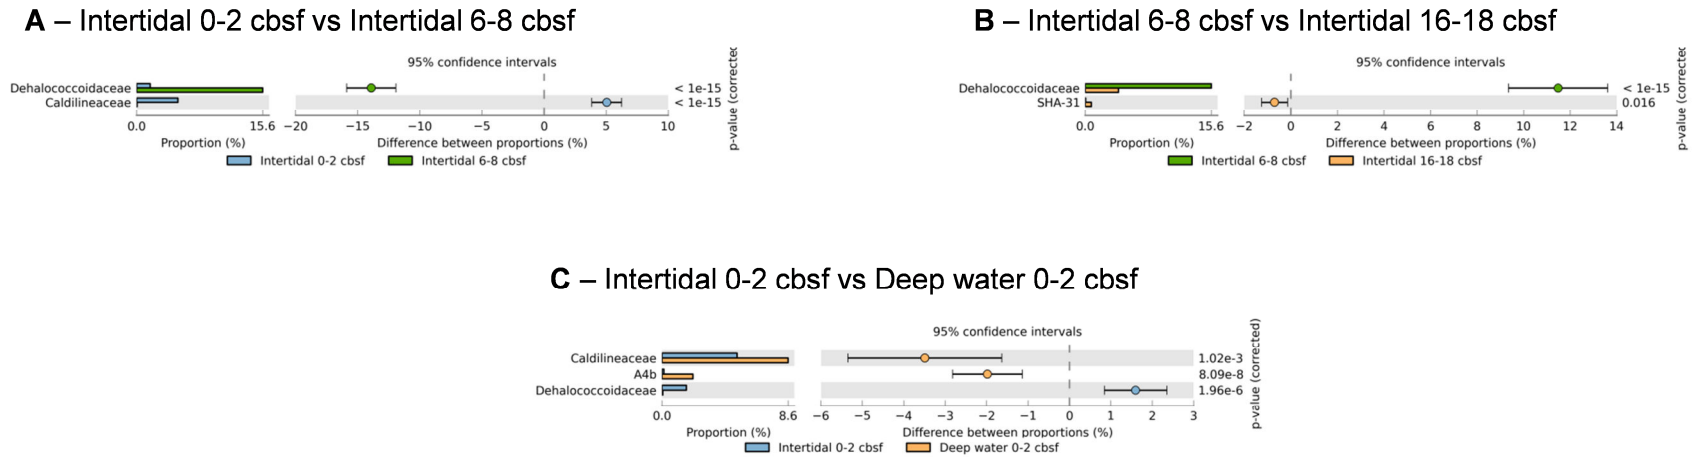 A – Intertidal 0-2 cbsf vs Intertidal 6-8 cbsf
95% confidence intervals
Dehalococcoidaceae
Caldilineaceae
< 1e-15
< 1e-15
p-value (corrected
0.0 15.6
−20 −15 −10 −5 0 5 10
Proportion (%)
Difference between proportions (%)
Intertidal 0-2 cbsf Intertidal 6-8 cbsf
B – Intertidal 6-8 cbsf vs Intertidal 16-18 cbsf
95% confidence intervals
Dehalococcoidaceae
SHA-31
< 1e-15
0.016
p-value (corrected
0.0 15.6
−2 0 2 4 6 8 10 12 14
Proportion (%)
Difference between proportions (%)
Intertidal 6-8 cbsf Intertidal 16-18 cbsf
C – Intertidal 0-2 cbsf vs Deep water 0-2 cbsf
95% confidence intervals
Caldilineaceae
A4b
Dehalococcoidaceae
1.02e-3
8.09e-8
1.96e-6
p-value (corrected)
0.0 8.6
−6 −5 −4 −3 −2 −1 0 1 2 3
Proportion (%)
Difference between proportions (%)
Intertidal 0-2 cbsf Deep water 0-2 cbsf